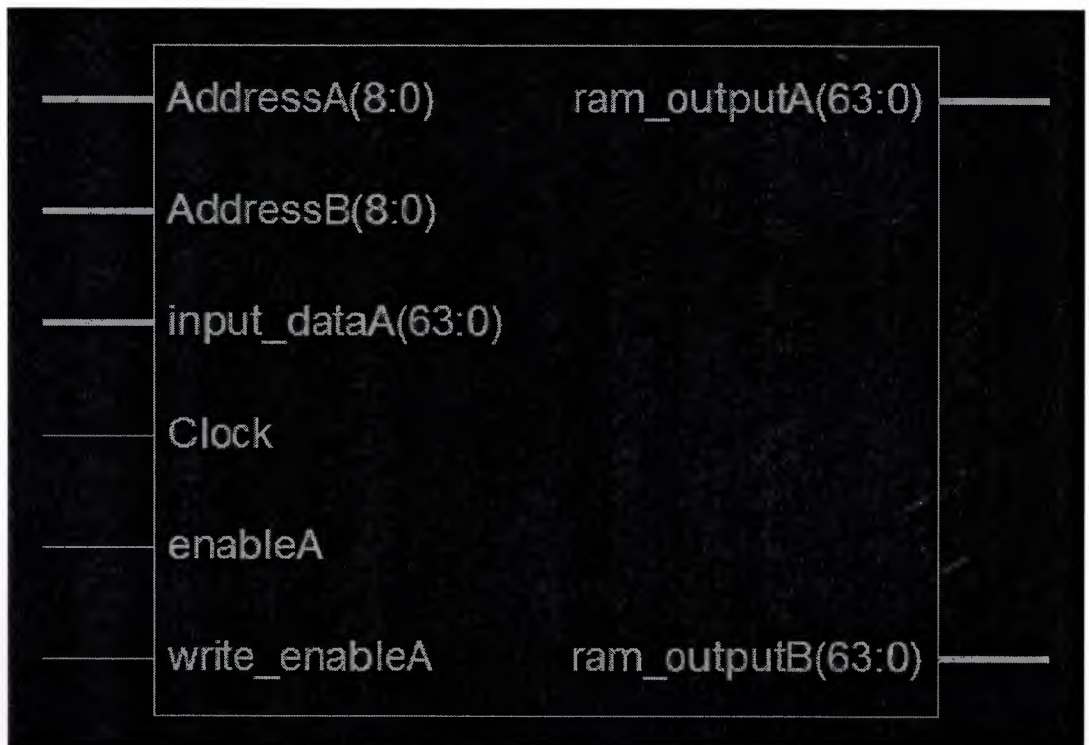 AddressA(8:0) ram_outputA(63:0)
AddressB(8:0)
input_dataA(63:0)
Clock
enableA
write_enableA ram_outputB(63:0)